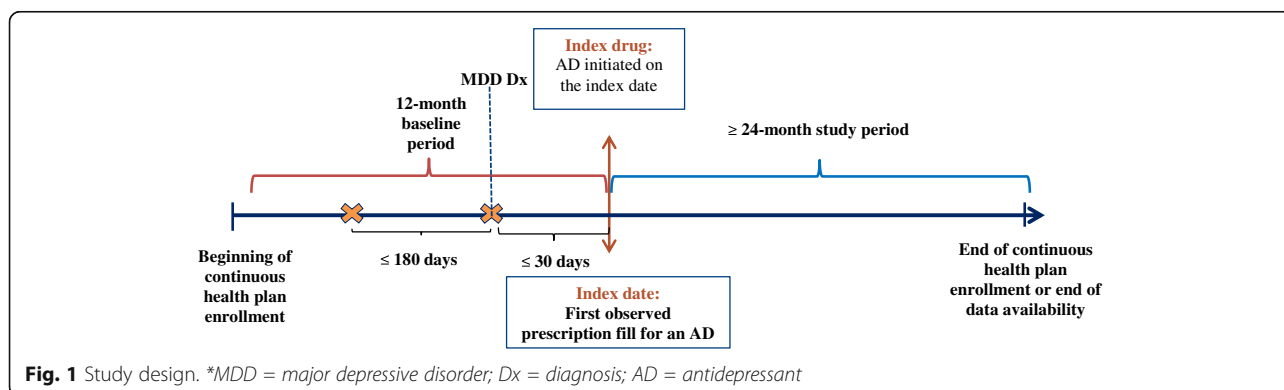 Index drug:
AD initiated on
the index date
MDD Dx
12-month
baseline
period
≥ 24-month study period
≤ 180 days
≤ 30 days
Beginning of
continuous
health plan
enrollment
End of continuous
health plan
enrollment or end of
data availability
Index date:
First observed
prescription fill for an AD
Fig. 1 Study design. *MDD = major depressive disorder; Dx = diagnosis; AD = antidepressant